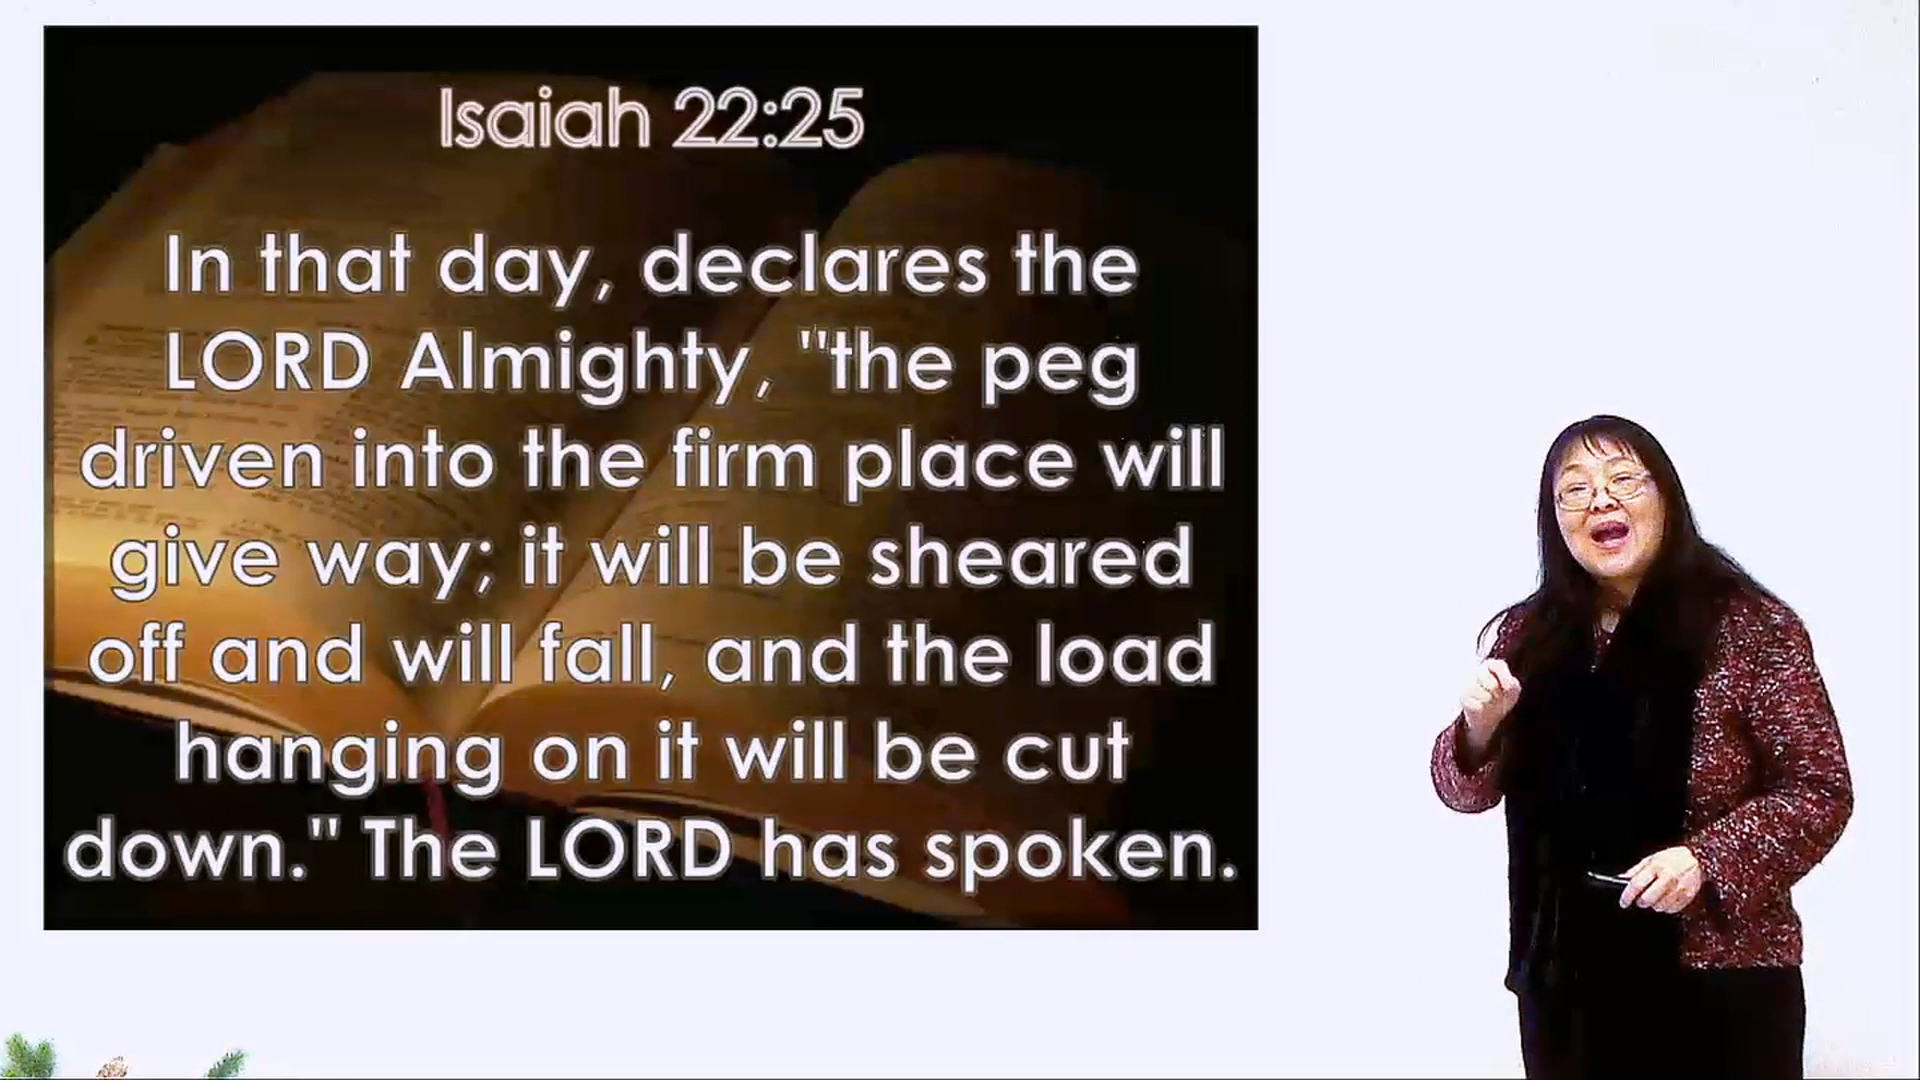 Isaiah 22:25
In that day, declares the
LORD Almighty, "the peg
driven into the firm place will
give way; it will be sheared
off and will fall, and the load
hanging on it will be cut
down." The LORD has spoken.